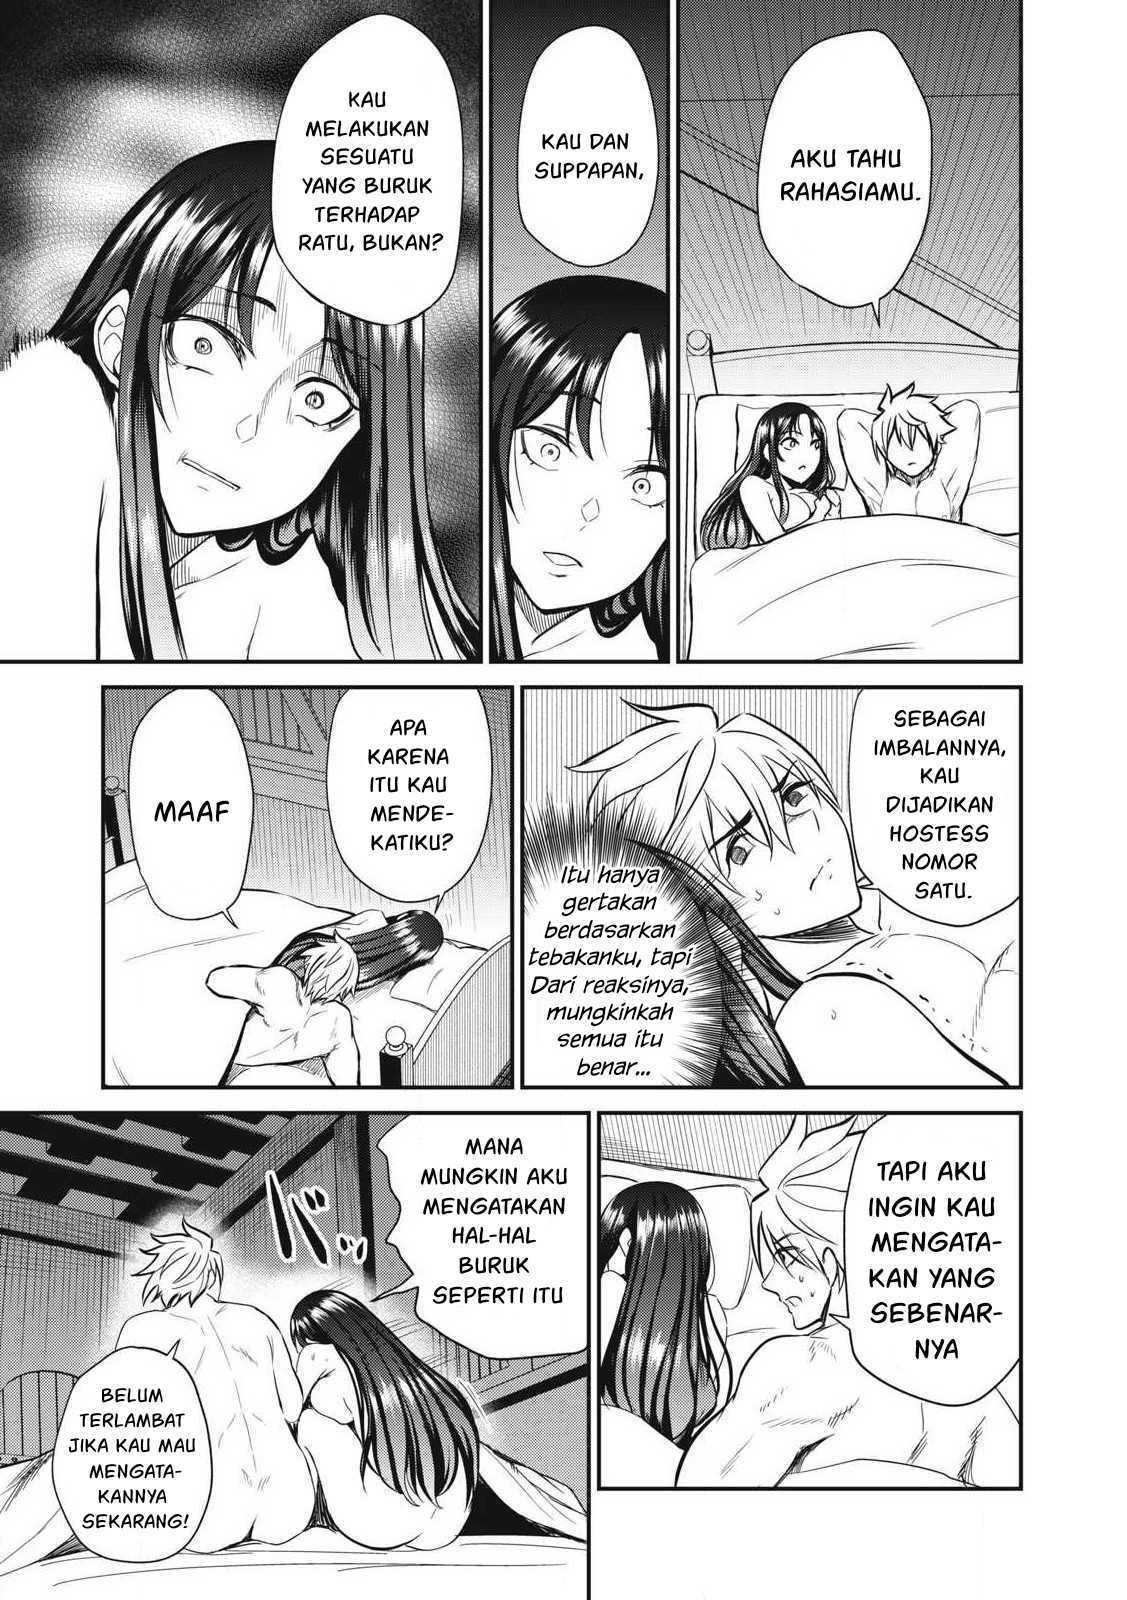 AKU TAHU
RAHASIAMU.
KAU DAN
SUPPAPAN,
KAU
MELAKUKAN
SESUATU
YANG BURUK
TERHADAP
RATU, BUKAN?
SEBAGAI
IMBALANNYA,
KAU
DIJADIKAN
HOSTESS
NOMOR
SATU.
Itu hanya
gertakan
berdasarkan
tebakanku, tapi
Dari reaksinya,
mungkinkah
semua itu
benar...
APA
KARENA
ITU KAU
MENDE-
KATIKU?
MAAF
TAPI AKU
INGIN KAU
MENGATA-
KAN YANG
SEBENAR-
NYA
MANA
MUNGKIN AKU
MENGATAKAN
HAL-HAL
BURUK
SEPERTI ITU
バッ
BELUM
TERLAMBAT
JIKA KAU MAU
MENGATA-
KANNYA
SEKARANG!